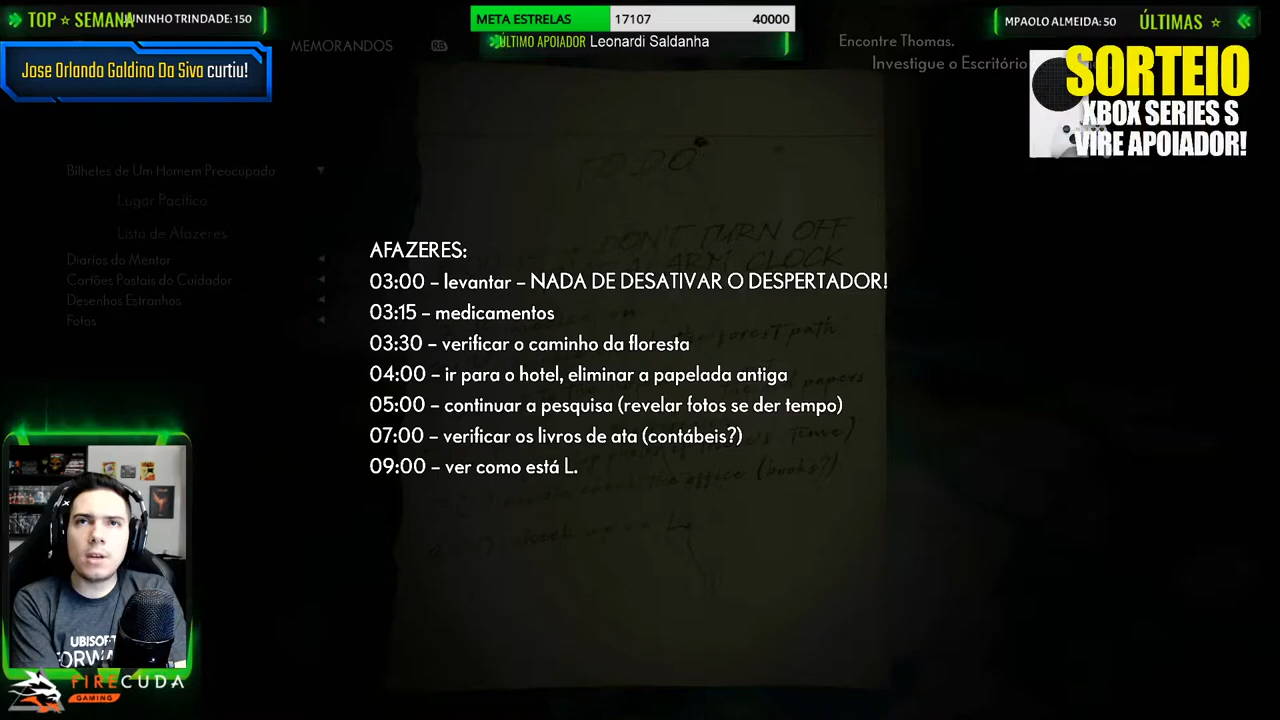 TOP ☆ SEMANA JUNINHO TRINDADE: 150
META ESTRELAS 17107 40000
MPAOLO ALMEIDA: 50 ÚLTIMAS ☆
ÚLTIMO APOIADOR Leonardi Saldanha
MEMORANDOS RB
Encontre Thomas.
Investigue o Escritório
Jose Orlando Galdino Da Siva curtiu!
SORTEIO
XBOX SERIES S
VIRE APOIADOR!
Bilhetes de Um Homem Preocupado
Lugar Pacífico
Lista de Afazeres
Diários do Mentor
Cartões Postais do Cuidador
Desenhos Estranhos
Fotos
TODO
DON'T TURN OFF
CLOCK
AFAZERES:
03:00 – levantar – NADA DE DESATIVAR O DESPERTADOR!
03:15 – medicamentos
03:30 – verificar o caminho da floresta
04:00 – ir para o hotel, eliminar a papelada antiga
05:00 – continuar a pesquisa (revelar fotos se der tempo)
07:00 – verificar os livros de ata (contábeis?)
09:00 – ver como está L.
forest path
papers
time)
the office (books?)
UBISOFT
FORWA
FIRECUDA
GAMING